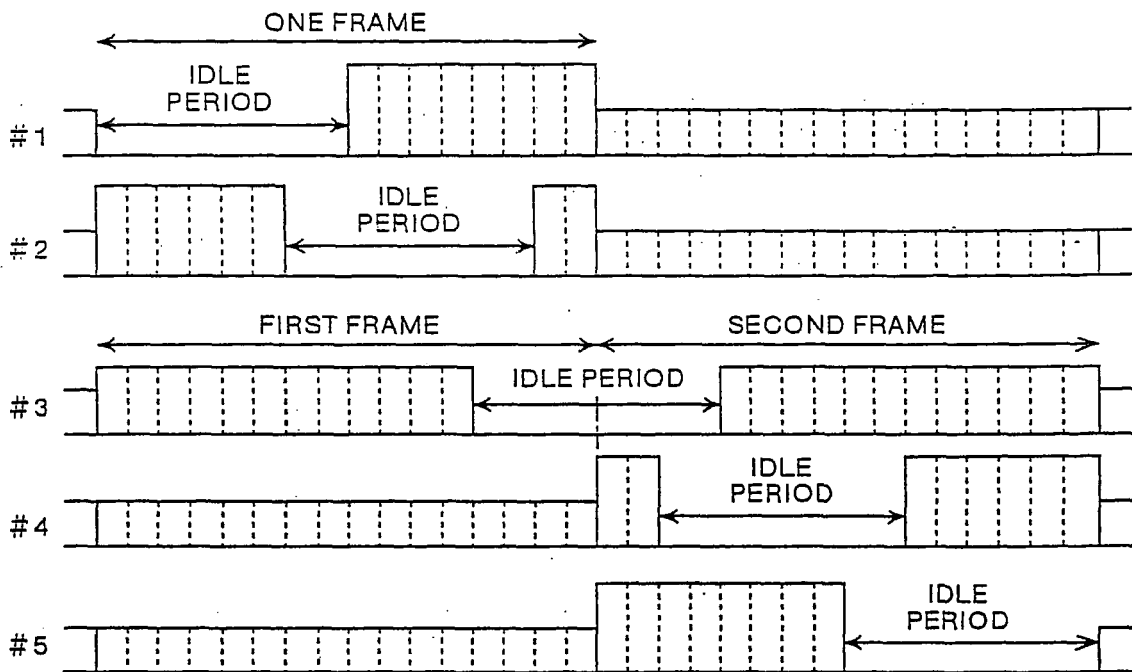 ONE FRAME
IDLE
PERIOD
#1
IDLE
PERIOD
#2
FIRST FRAME
SECOND FRAME
IDLE PERIOD
#3
IDLE
PERIOD
#4
IDLE
PERIOD
#5